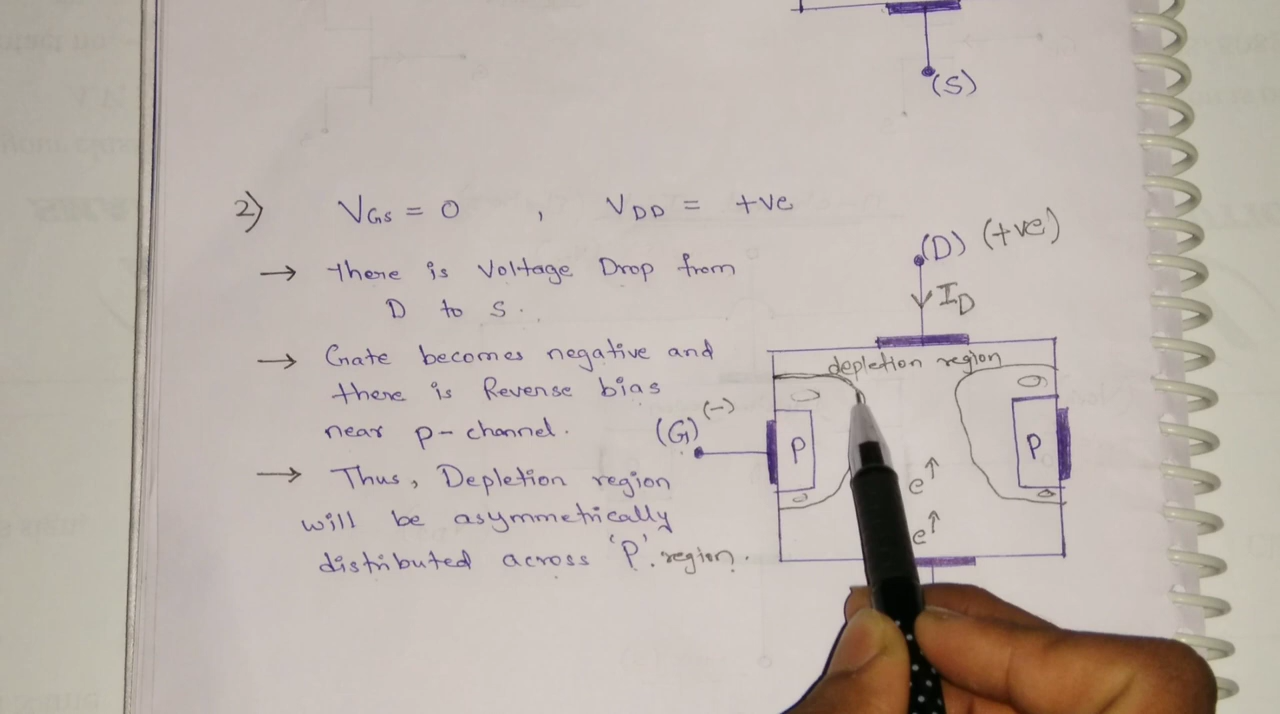 (S)
2) VGS = 0 , VDD = +ve
(D) (+ve)
→ there is Voltage Drop from
D to S.
ID
→ Gate becomes negative and
there is Reverse bias
near p-channel.
depletion region
(G) (-)
P
P
→ Thus, Depletion region
will be asymmetrically
distributed across 'P' region.
e↑
e↑